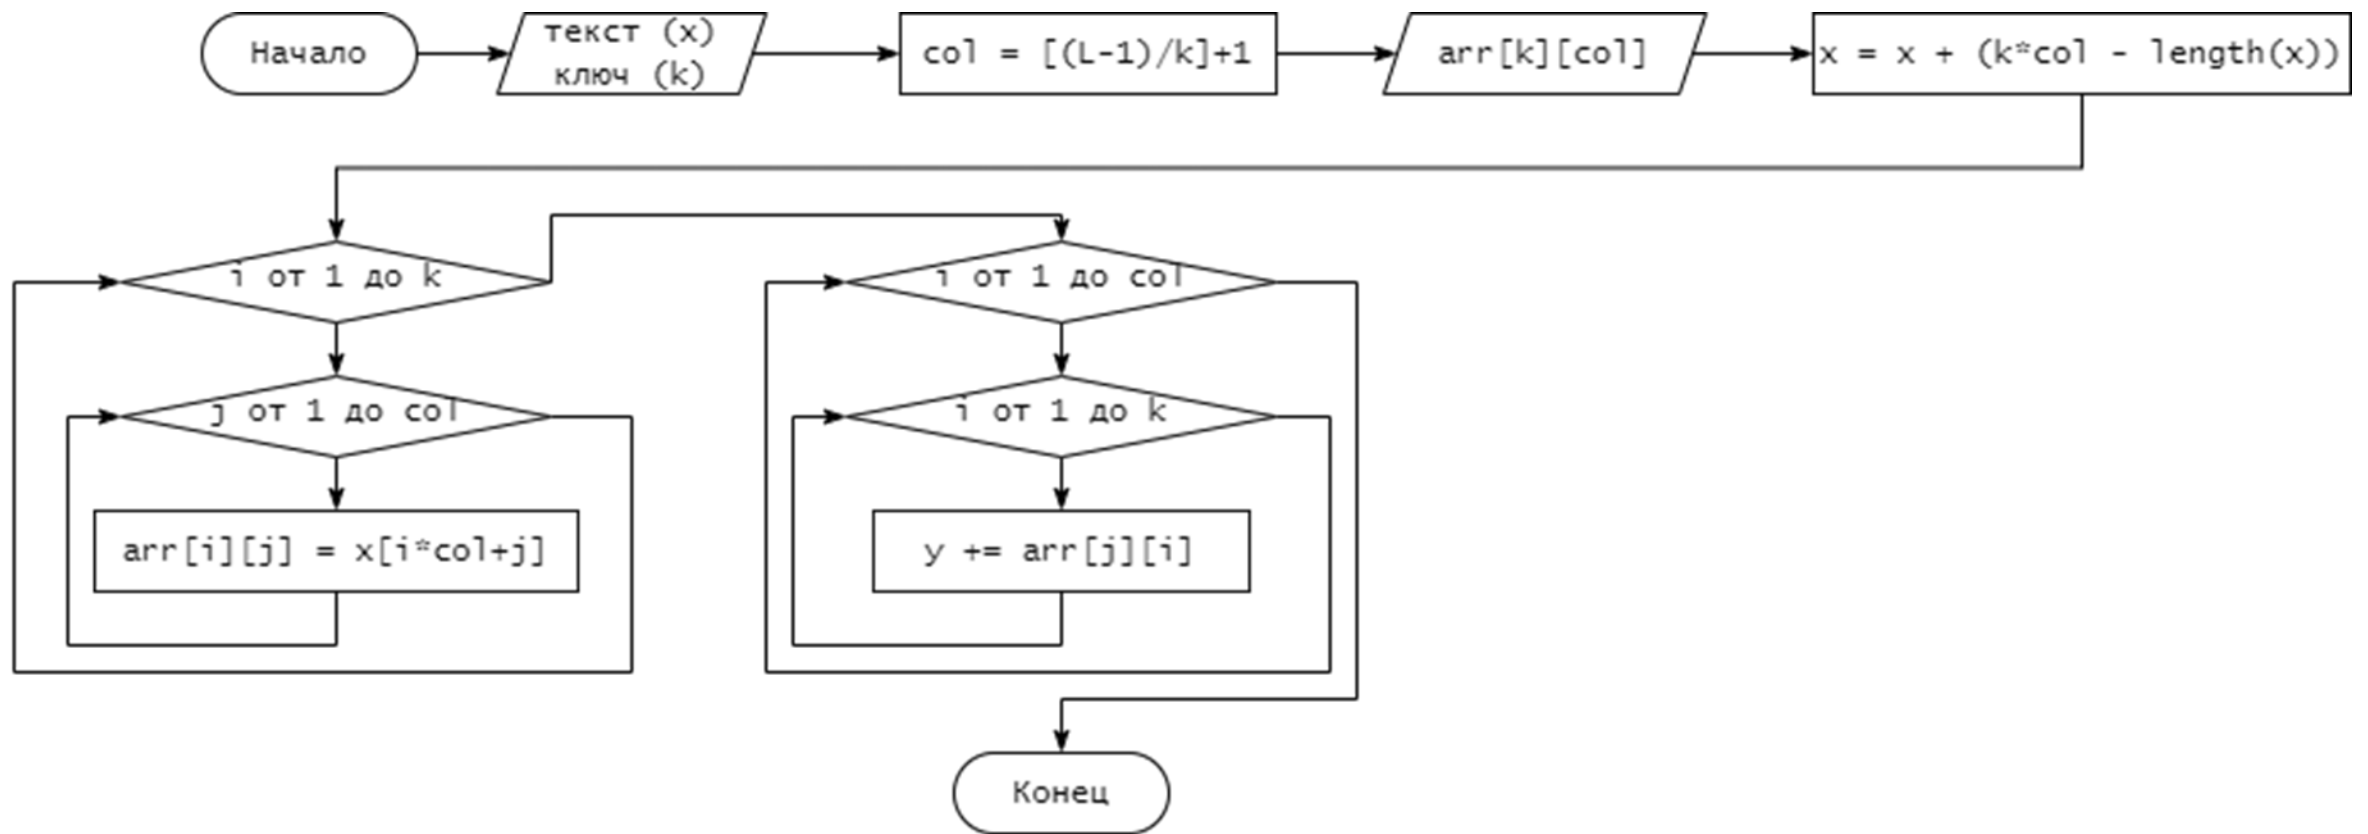 Начало
текст (x)
ключ (k)
col = [(L-1)/k]+1
arr[k][col]
x = x + (k*col - length(x))
i от 1 до k
i от 1 до col
j от 1 до col
i от 1 до k
arr[i][j] = x[i*col+j]
y += arr[j][i]
Конец